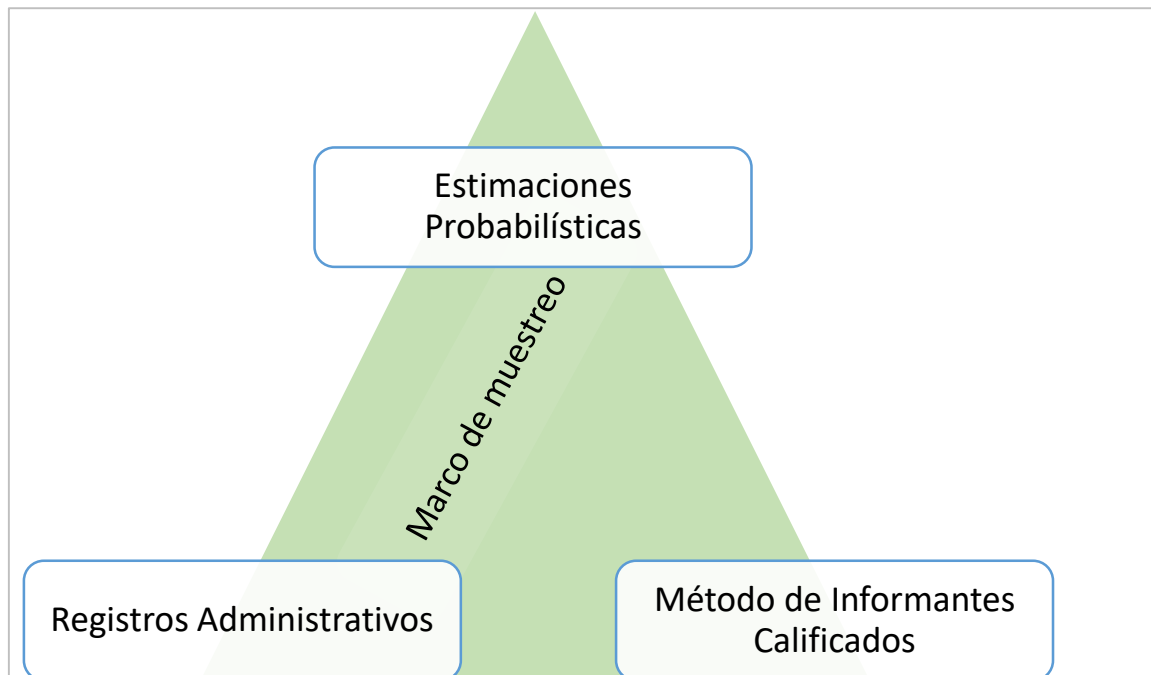 Estimaciones
Probabilísticas
Marco de muestreo
Registros Administrativos
Método de Informantes
Calificados